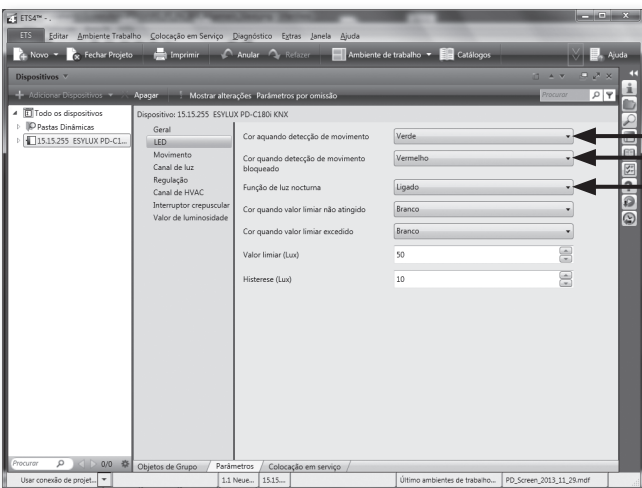 ETS4™ - .
ETS Editar Ambiente Trabalho Colocação em Serviço Diagnóstico Extras Janela Ajuda
Novo Fechar Projeto Imprimir Anular Refazer Ambiente de trabalho Catálogos Ajuda
Dispositivos
Adicionar Dispositivos Apagar Mostrar alterações Parâmetros por omissão Procurar
Todo os dispositivos
Pastas Dinâmicas
15.15.255 ESYLUX PD-C1...
Dispositivo: 15.15.255 ESYLUX PD-C180i KNX
Geral
LED
Movimento
Canal de luz
Regulação
Canal de HVAC
Interruptor crepuscular
Valor de luminosidade
Cor aquando detecção de movimento Verde
Cor quando detecção de movimento bloqueado Vermelho
Função de luz nocturna Ligado
Cor quando valor limiar não atingido Branco
Cor quando valor limiar excedido Branco
Valor limiar (Lux) 50
Histerese (Lux) 10
Procurar 0/0
Objetos de Grupo Parâmetros Colocação em serviço
Usar conexão de projet... 1.1 Neue... 15.15.... Último ambientes de trabalho... PD_Screen_2013_11_29.mdf